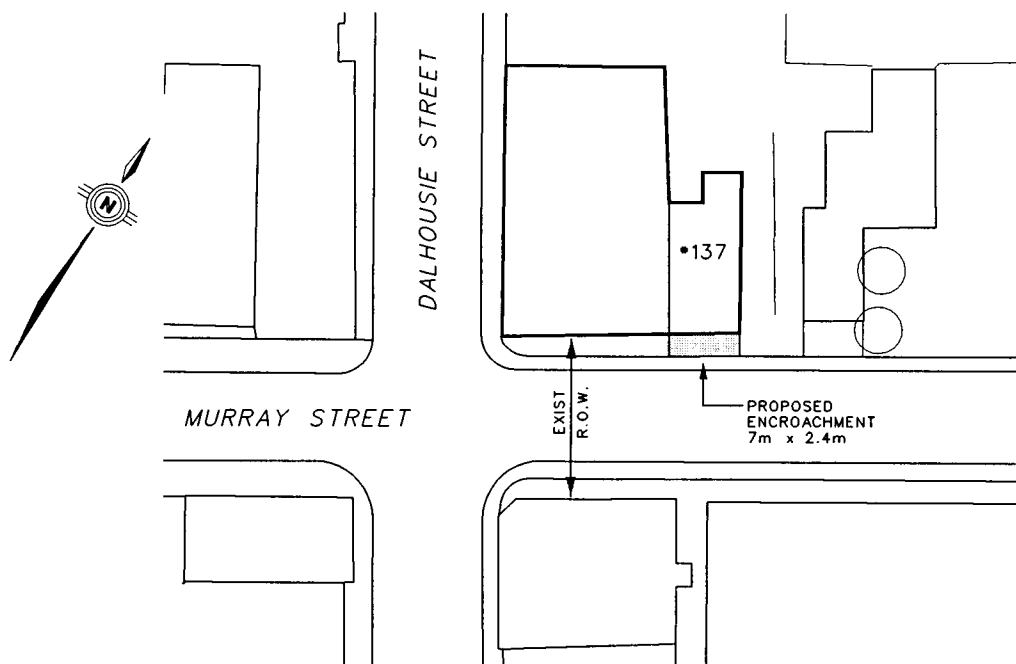 DALHOUSIE STREET
N
•137
MURRAY STREET
EXIST
R.O.W.
PROPOSED
ENCROACHMENT
7m x 2.4m